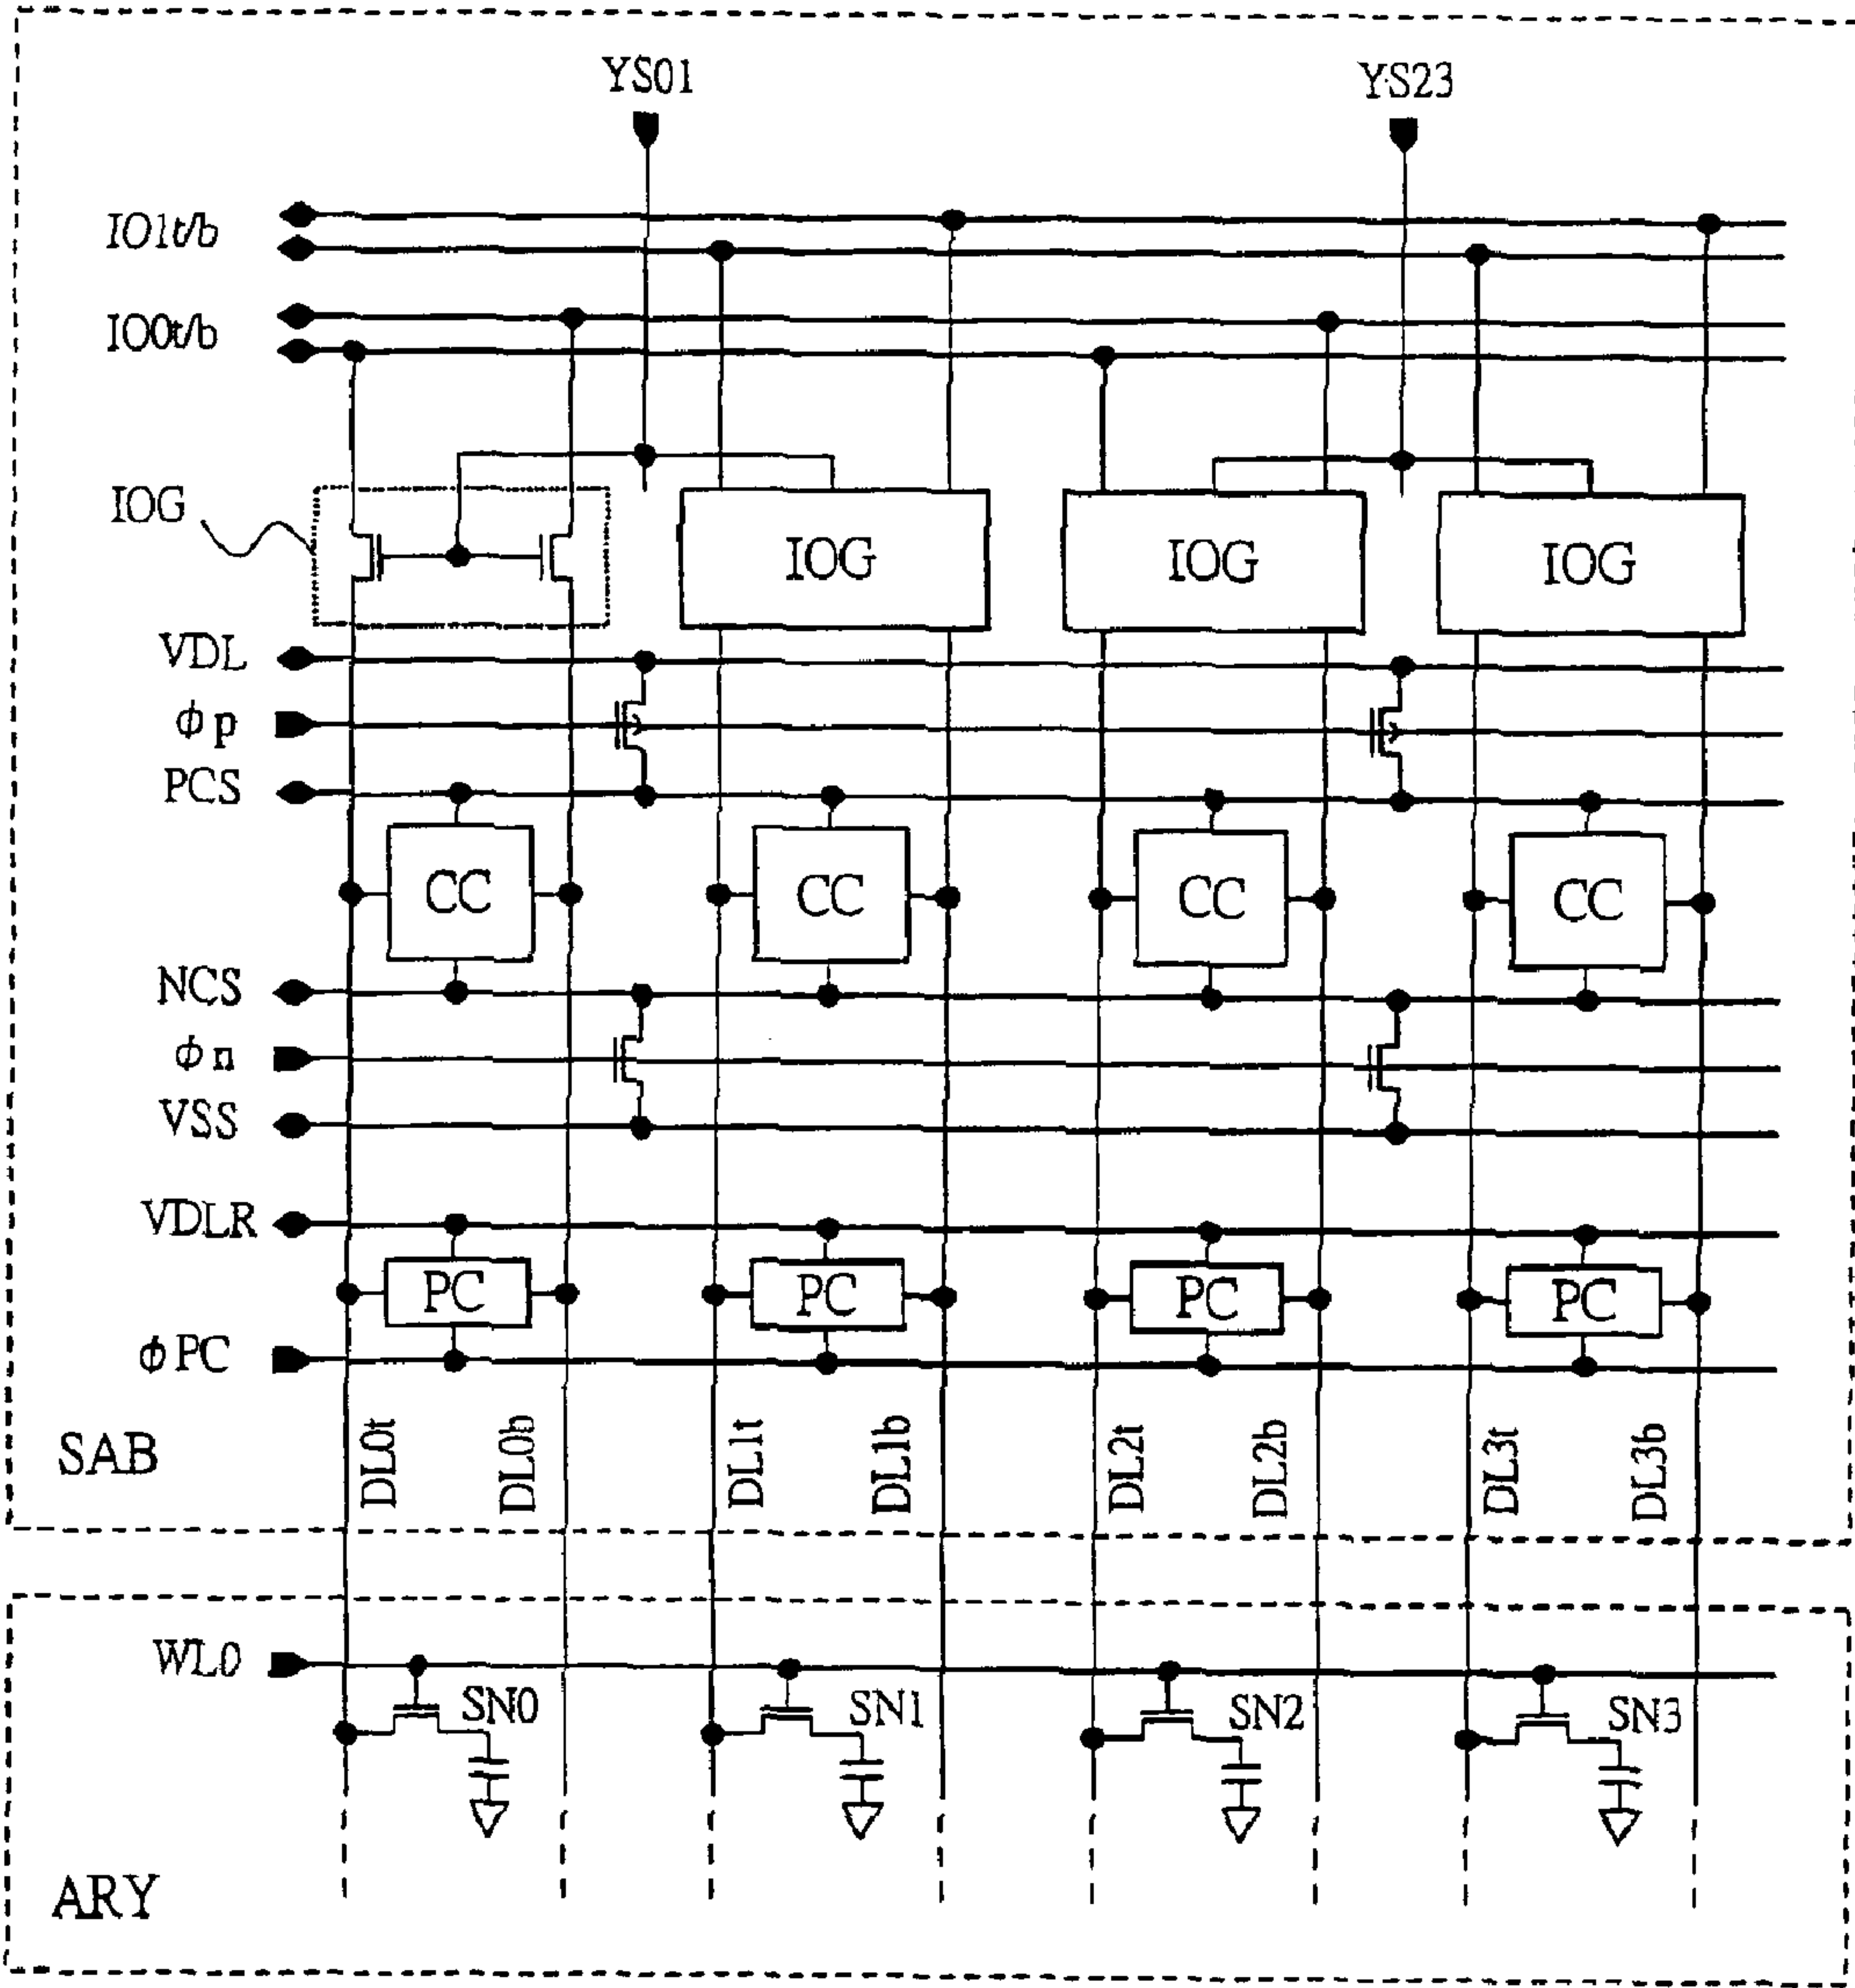 YS01 YS23
IO1t/b
IO0t/b
IOG IOG IOG IOG
VDL
ϕp
PCS
CC CC CC CC
NCS
ϕn
VSS
VDLR
PC PC PC PC
ϕPC
DL0t DL0b DL1t DL1b DL2t DL2b DL3t DL3b
SAB
WL0
SN0 SN1 SN2 SN3
ARY